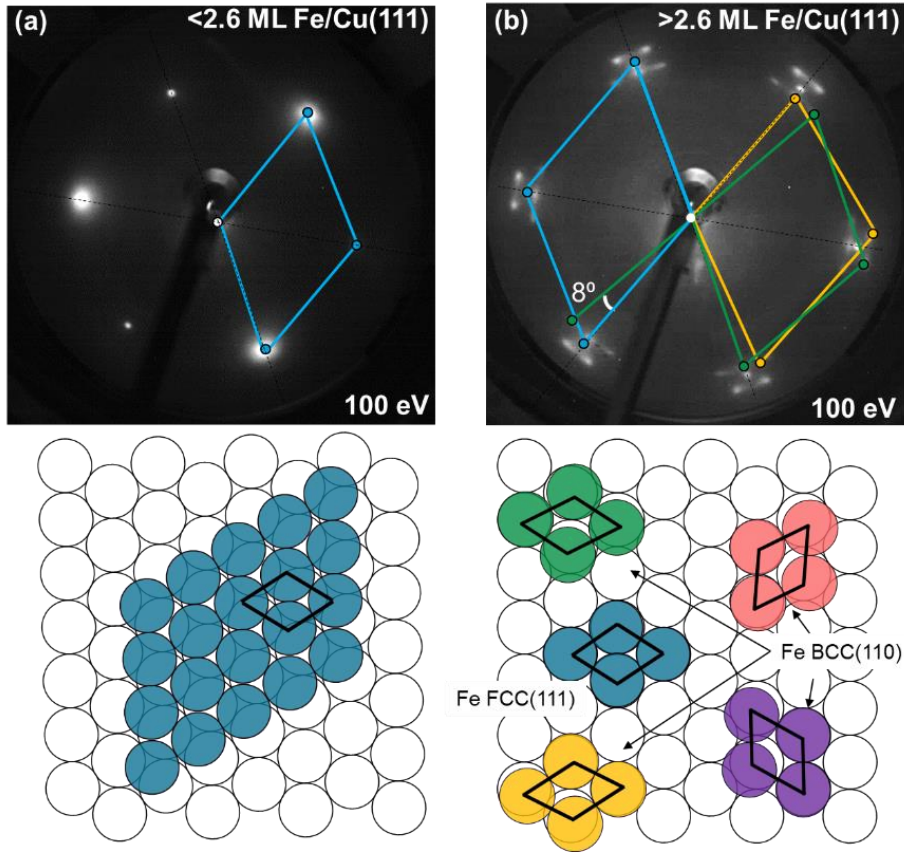 (a)
<2.6 ML Fe/Cu(111)
100 eV
(b)
>2.6 ML Fe/Cu(111)
8º
100 eV
Fe BCC(110)
Fe FCC(111)